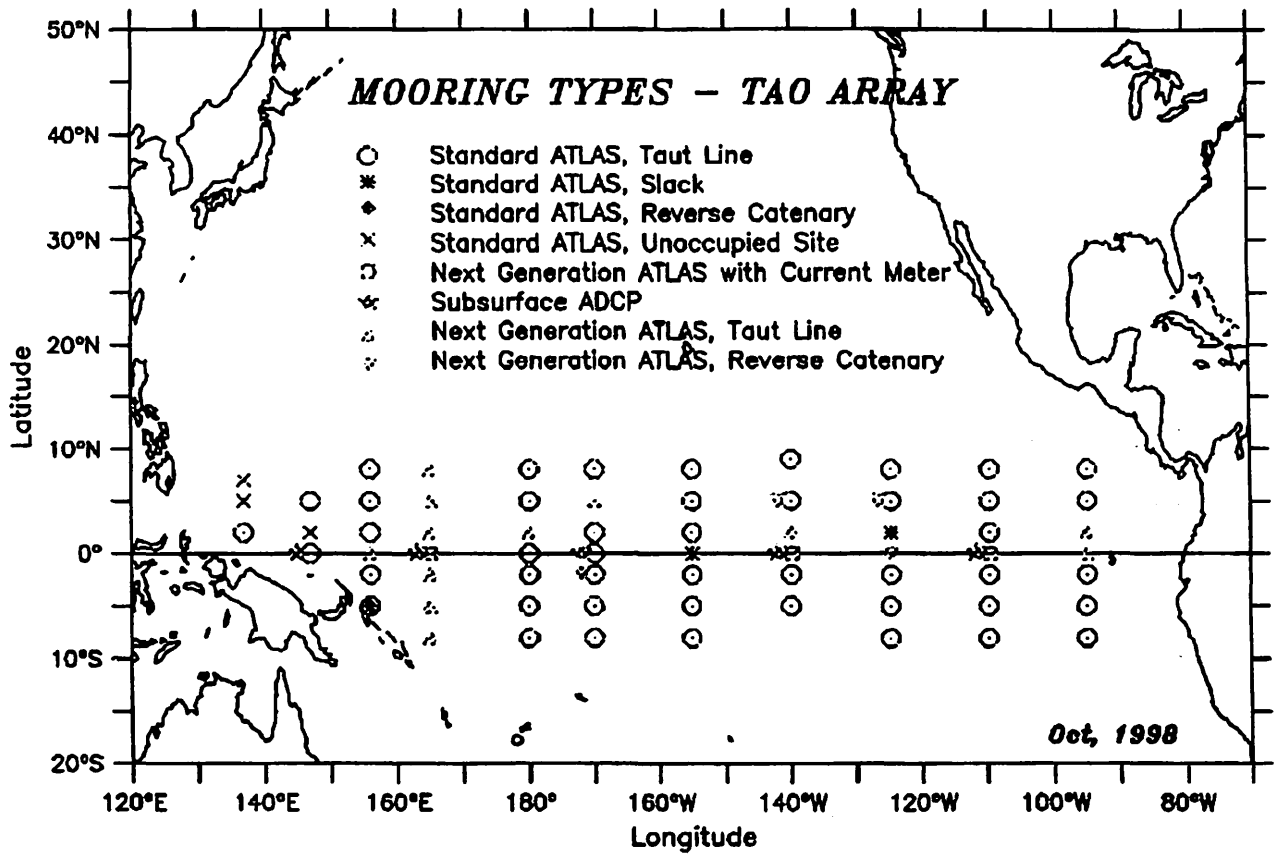 50°N
MOORING TYPES – TAO ARRAY
40°N
Standard ATLAS, Taut Line
Standard ATLAS, Slack
Standard ATLAS, Reverse Catenary
30°N
Standard ATLAS, Unoccupied Site
Next Generation ATLAS with Current Meter
Subsurface ADCP
Next Generation ATLAS, Taut Line
20°N
Next Generation ATLAS, Reverse Catenary
Latitude
10°N
0°
10°S
Oct, 1998
20°S
120°E 140°E 160°E 180° 160°W 140°W 120°W 100°W 80°W
Longitude